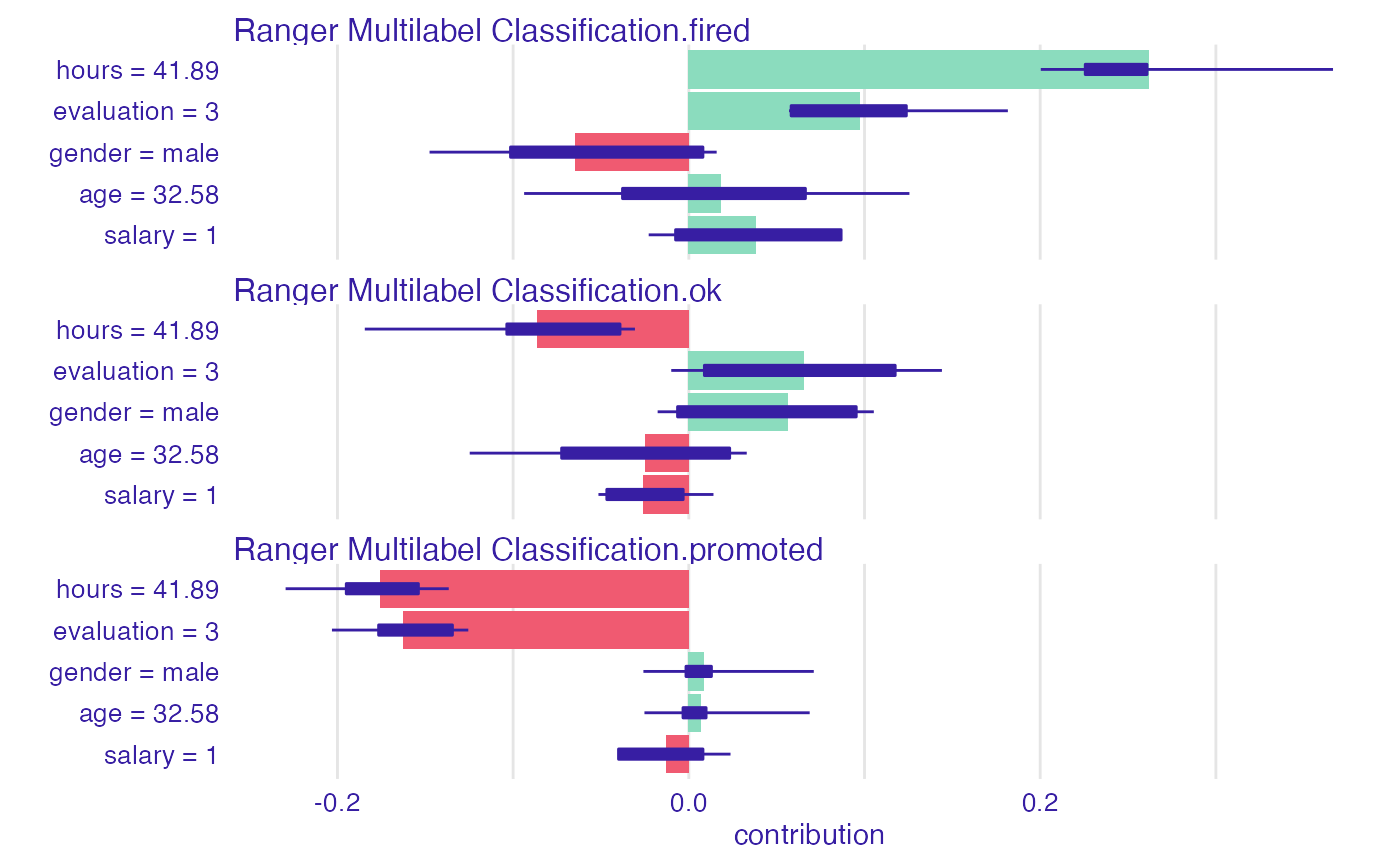 Ranger Multilabel Classification.fired
hours = 41.89
evaluation = 3
gender = male
age = 32.58
salary = 1
Ranger Multilabel Classification.ok
hours = 41.89
evaluation = 3
gender = male
age = 32.58
salary = 1
Ranger Multilabel Classification.promoted
hours = 41.89
evaluation = 3
gender = male
age = 32.58
salary = 1
-0.2 0.0 0.2
contribution